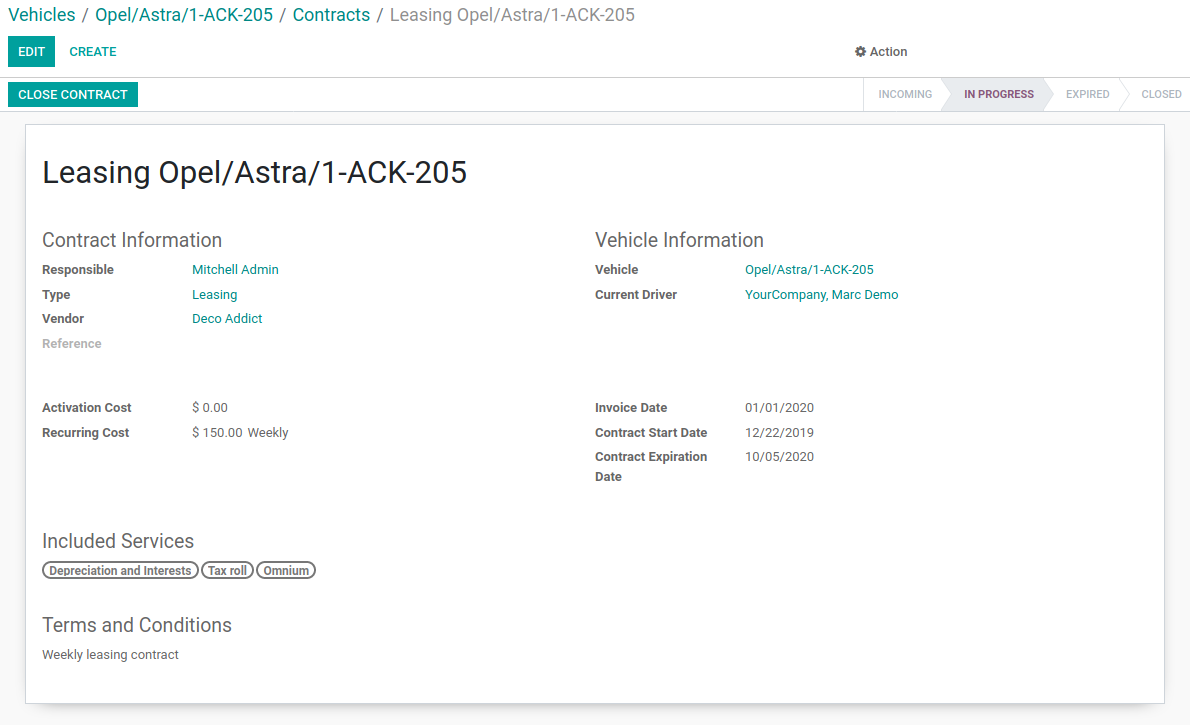 Vehicles / Opel/Astra/1-ACK-205 / Contracts / Leasing Opel/Astra/1-ACK-205
EDIT CREATE Action
CLOSE CONTRACT INCOMING IN PROGRESS EXPIRED CLOSED
Leasing Opel/Astra/1-ACK-205
Contract Information
Responsible Mitchell Admin
Type Leasing
Vendor Deco Addict
Reference
Vehicle Information
Vehicle Opel/Astra/1-ACK-205
Current Driver YourCompany, Marc Demo
Activation Cost $ 0.00
Recurring Cost $ 150.00 Weekly
Invoice Date 01/01/2020
Contract Start Date 12/22/2019
Contract Expiration 10/05/2020
Date
Included Services
Depreciation and Interests Tax roll Omnium
Terms and Conditions
Weekly leasing contract